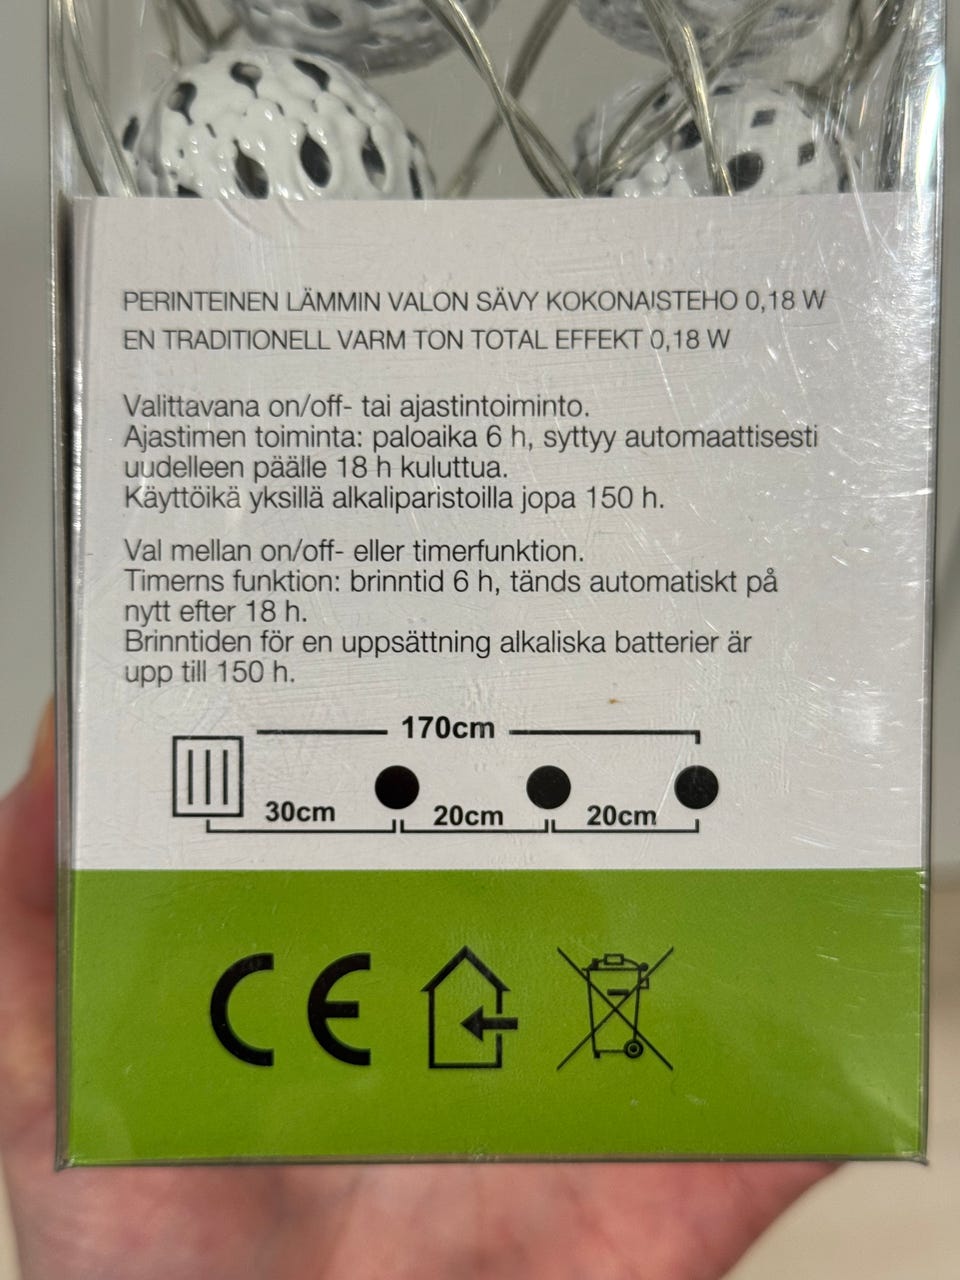 PERINTEINEN LÄMMIN VALON SÄVY KOKONAISTEHO 0,18 W
EN TRADITIONELL VARM TON TOTAL EFFEKT 0,18 W
Valittavana on/off- tai ajastintoiminto.
Ajastimen toiminta: paloaika 6 h, syttyy automaattisesti
uudelleen päälle 18 h kuluttua.
Käyttöikä yksillä alkaliparistoilla jopa 150 h.
Val mellan on/off- eller timerfunktion.
Timerns funktion: brinntid 6 h, tänds automatiskt på
nytt efter 18 h.
Brinntiden för en uppsättning alkaliska batterier är
upp till 150 h.
170cm
30cm 20cm 20cm
CE